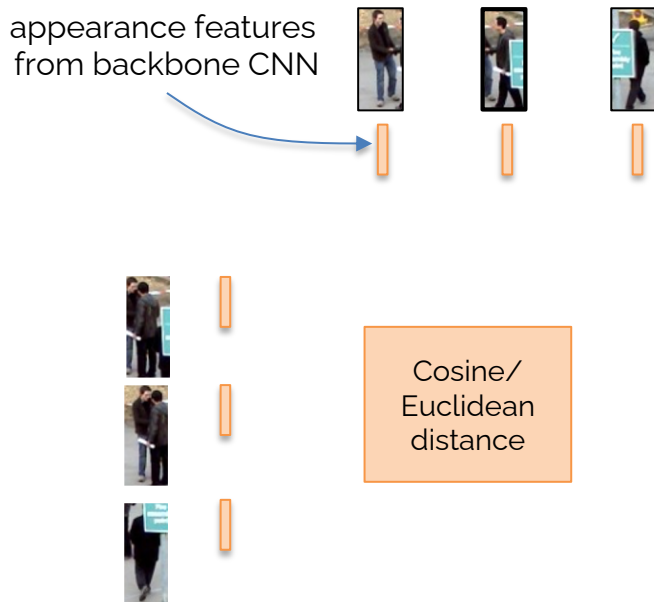 appearance features
from backbone CNN
Cosine/
Euclidean
distance